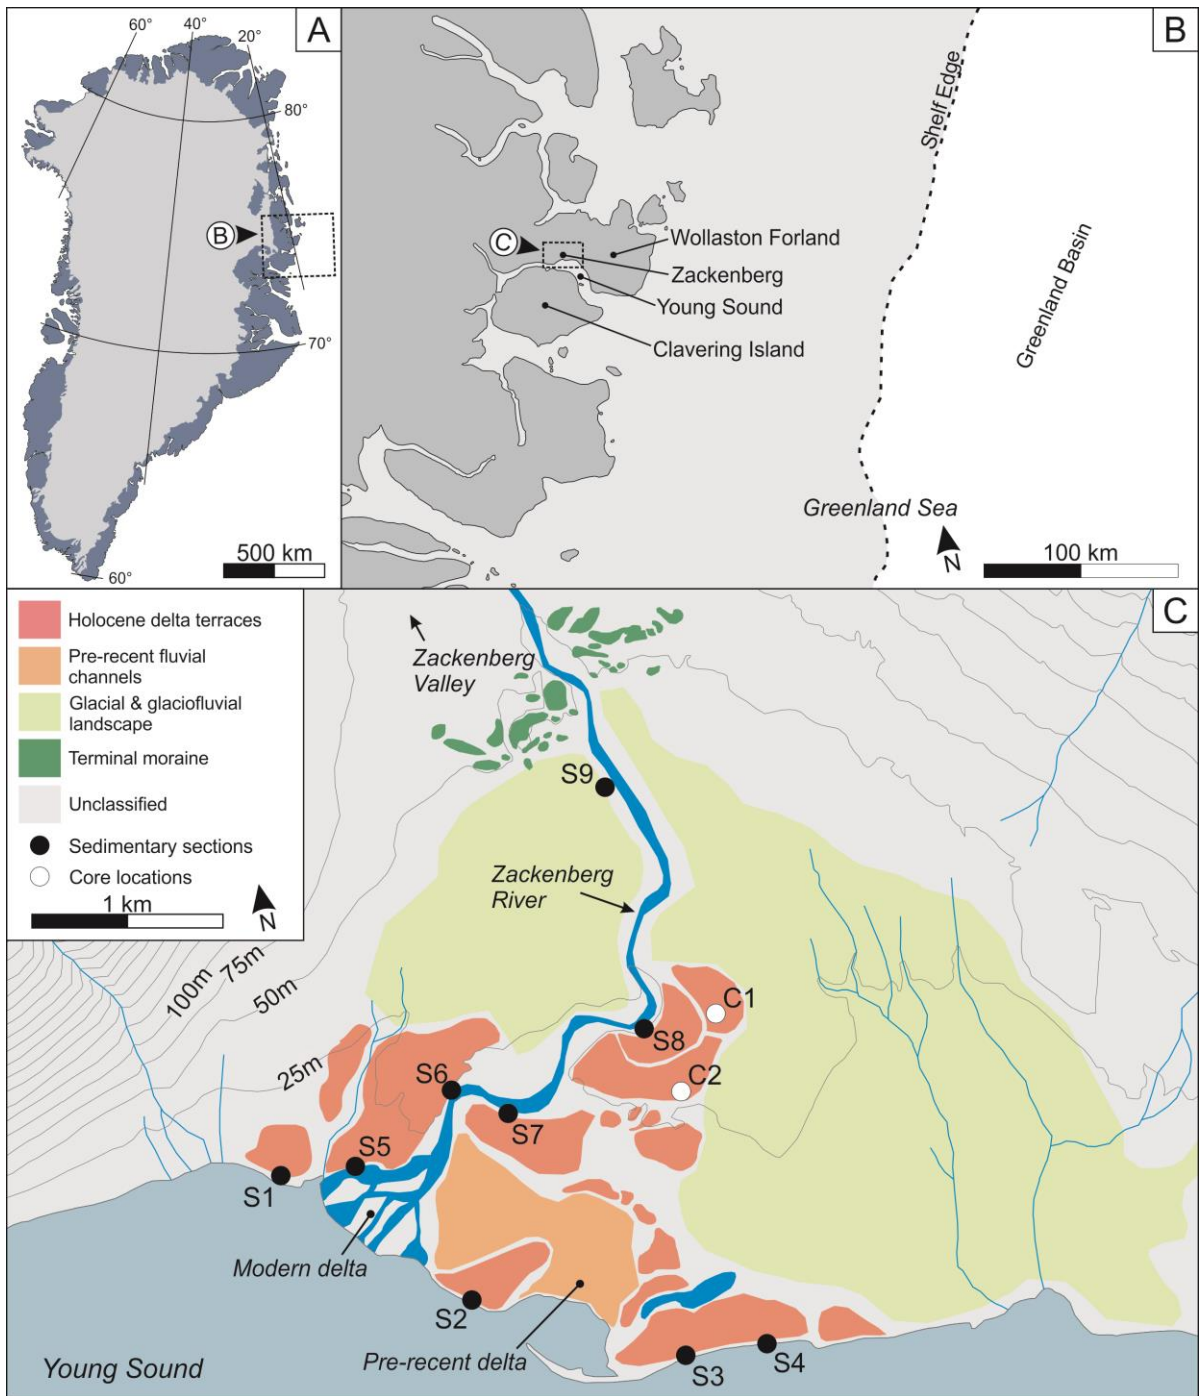 60°
40°
20°
A
80°
B
70°
500 km
60°
B
Shelf Edge
Greenland Basin
C
Wollaston Forland
Zackenberg
Young Sound
Clavering Island
Greenland Sea
N
100 km
Holocene delta terraces
Pre-recent fluvial
channels
Glacial & glaciofluvial
landscape
Terminal moraine
Unclassified
Sedimentary sections
Core locations
1 km
N
C
Zackenberg
Valley
S9
Zackenberg
River
100m
75m
50m
25m
C1
S8
C2
S6
S7
S5
S1
Modern delta
S2
Pre-recent delta
S3
S4
Young Sound